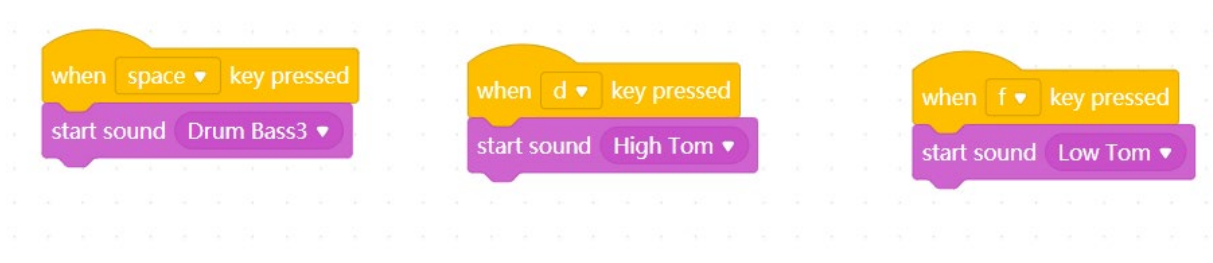 when space key pressed
start sound Drum Bass3
when d key pressed
start sound High Tom
when f key pressed
start sound Low Tom